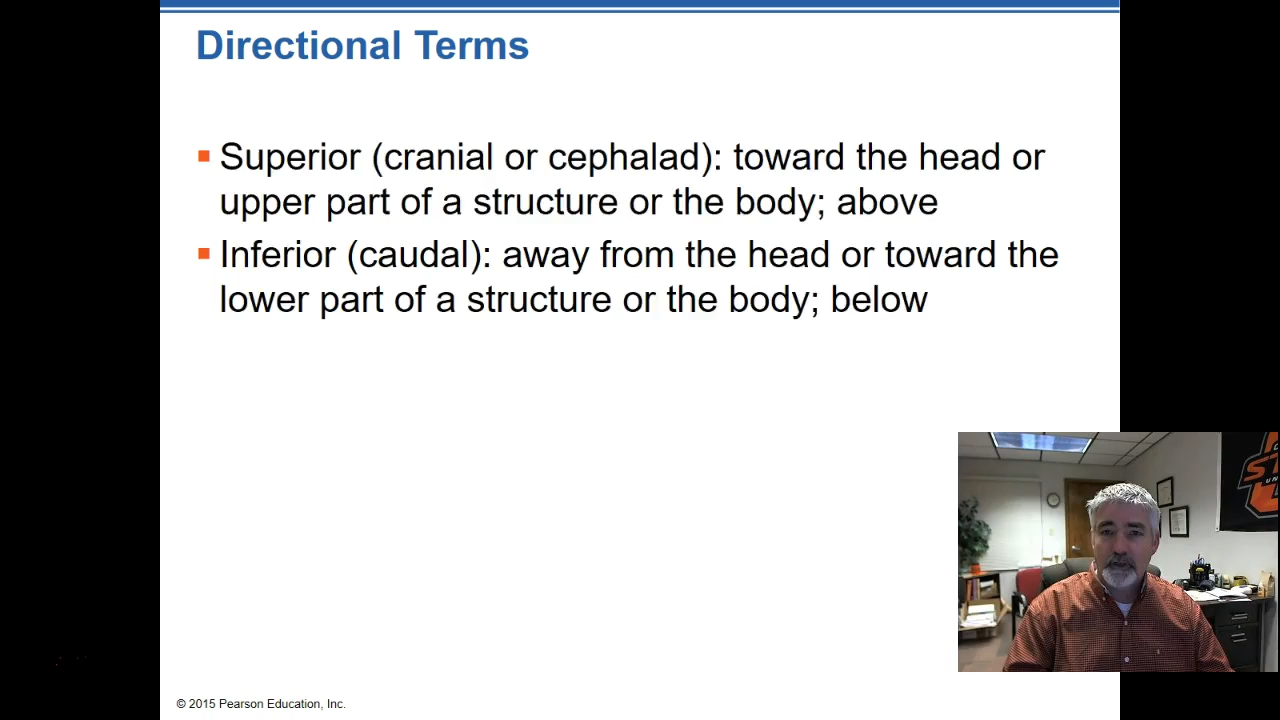 Directional Terms
Superior (cranial or cephalad): toward the head or
upper part of a structure or the body; above
Inferior (caudal): away from the head or toward the
lower part of a structure or the body; below
© 2015 Pearson Education, Inc.